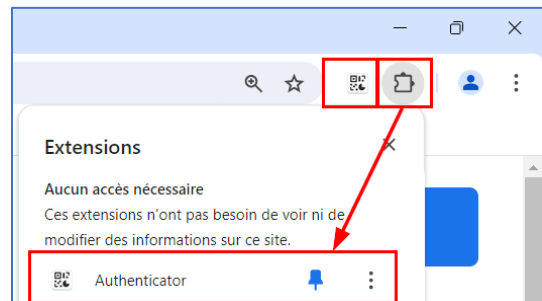 Extensions
Aucun accès nécessaire
Ces extensions n'ont pas besoin de voir ni de
modifier des informations sur ce site.
Authenticator